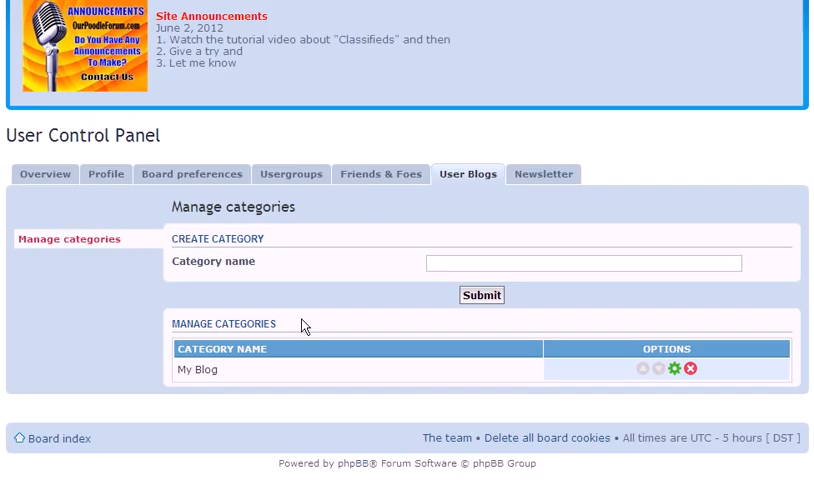 ANNOUNCEMENTS
OurPoodleForum.com
Do You Have Any
Announcements
To Make?
Contact Us
Site Announcements
June 2, 2012
1. Watch the tutorial video about "Classifieds" and then
2. Give a try and
3. Let me know
User Control Panel
Overview Profile Board preferences Usergroups Friends & Foes User Blogs Newsletter
Manage categories
Manage categories
CREATE CATEGORY
Category name
Submit
MANAGE CATEGORIES
CATEGORY NAME OPTIONS
My Blog
Board index The team • Delete all board cookies • All times are UTC - 5 hours [ DST ]
Powered by phpBB® Forum Software © phpBB Group